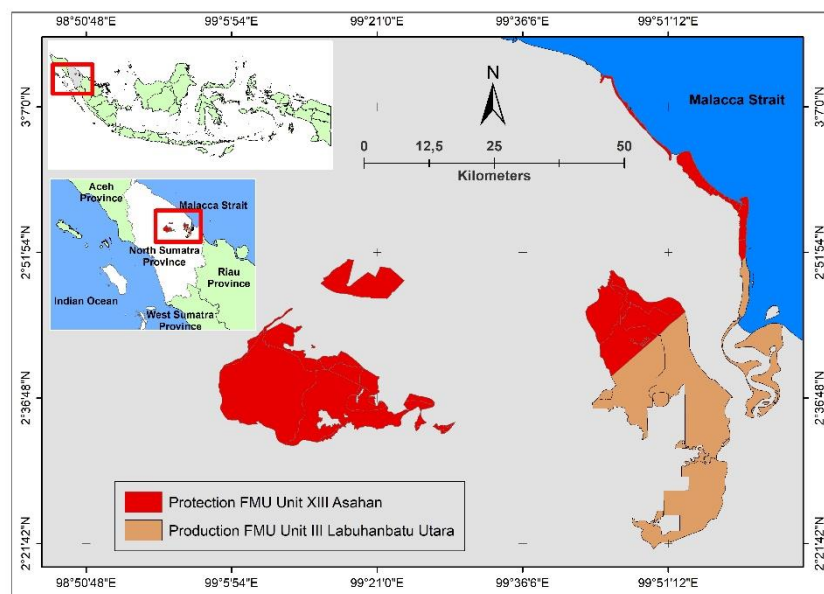 98°50'48"E 99°5'54"E 99°21'0"E 99°36'6"E 99°51'12"E
N
Malacca Strait
3°7'0"N
3°7'0"N
0 12,5 25 50
Kilometers
Aceh
Province
Malacca Strait
North Sumatra
Province
Riau
Province
Indian Ocean
West Sumatra
Province
2°51'54"N
2°51'54"N
2°36'48"N
2°36'48"N
Protection FMU Unit XIII Asahan
Production FMU Unit III Labuhanbatu Utara
2°21'42"N
2°21'42"N
98°50'48"E 99°5'54"E 99°21'0"E 99°36'6"E 99°51'12"E